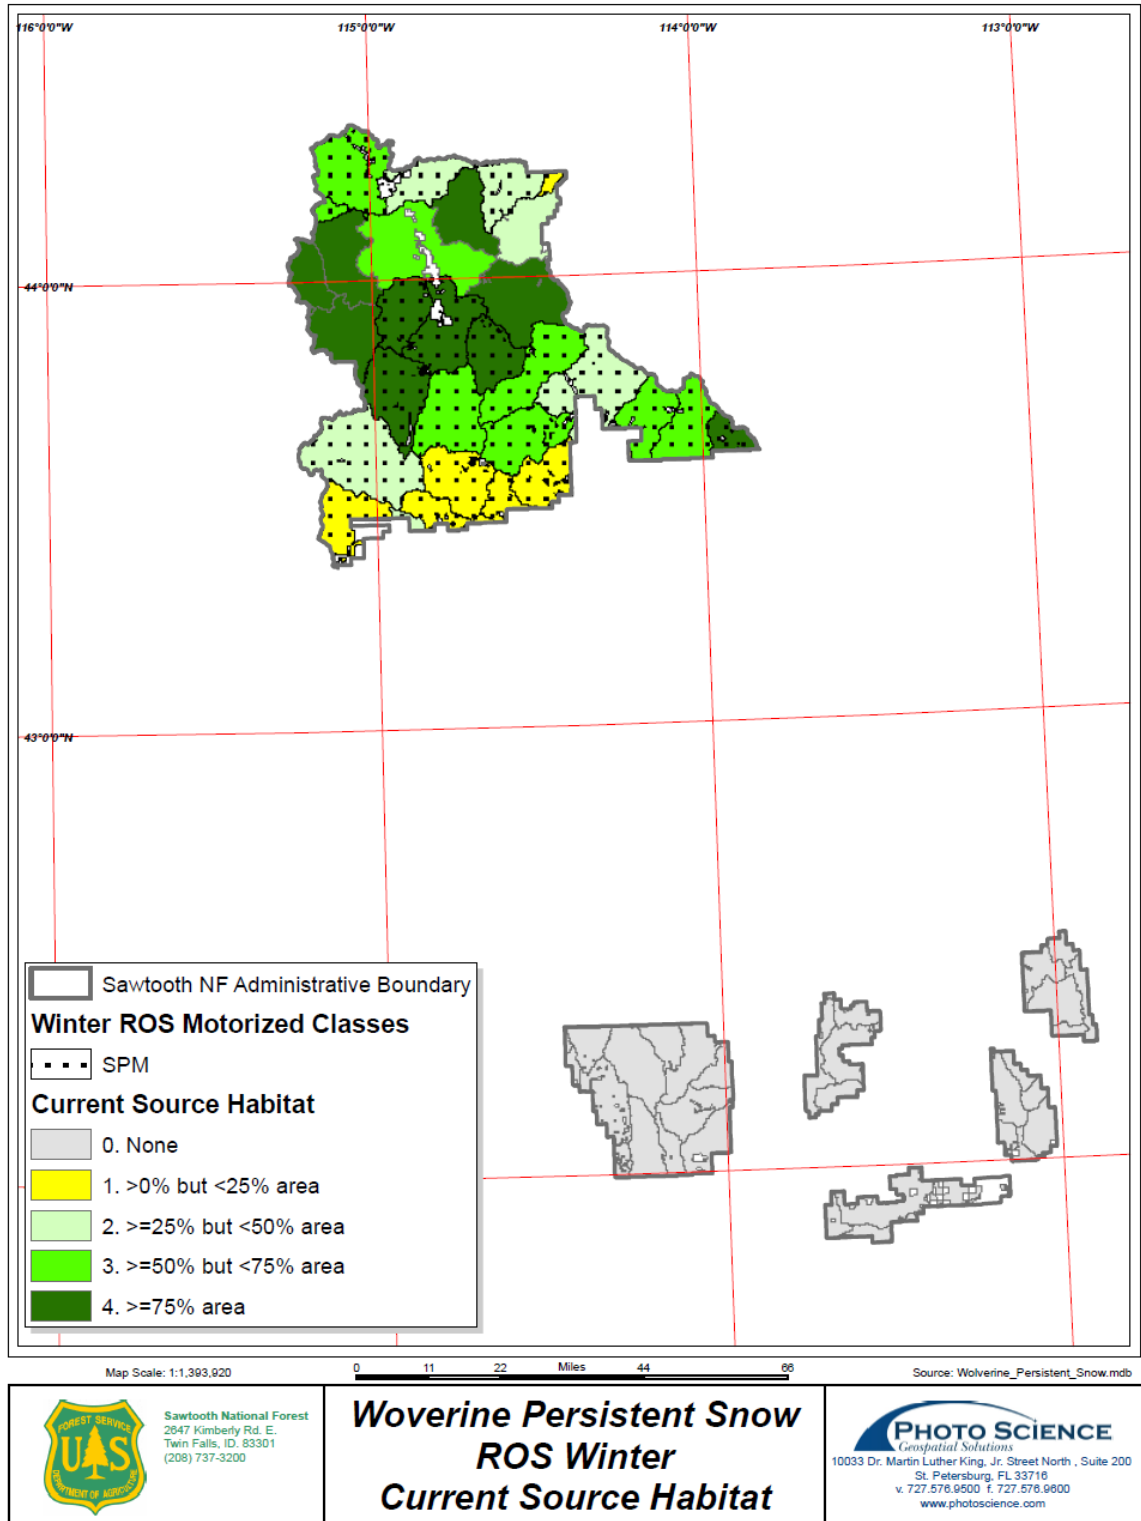 116°0'0"W
115°0'0"W
114°0'0"W
113°0'0"W
44°0'0"N
43°0'0"N
Sawtooth NF Administrative Boundary
Winter ROS Motorized Classes
SPM
Current Source Habitat
0. None
1. >0% but <25% area
2. >=25% but <50% area
3. >=50% but <75% area
4. >=75% area
Map Scale: 1:1,393,920
0 11 22 Miles 44 66
Source: Wolverine_Persistent_Snow.mdb
FOREST SERVICE
U S
DEPARTMENT OF AGRICULTURE
Sawtooth National Forest
2647 Kimberly Rd. E.
Twin Falls, ID. 83301
(208) 737-3200
Woverine Persistent Snow
ROS Winter
Current Source Habitat
PHOTO SCIENCE
Geospatial Solutions
10033 Dr. Martin Luther King, Jr. Street North , Suite 200
St. Petersburg, FL 33716
v. 727.576.9500 f. 727.576.9600
www.photoscience.com